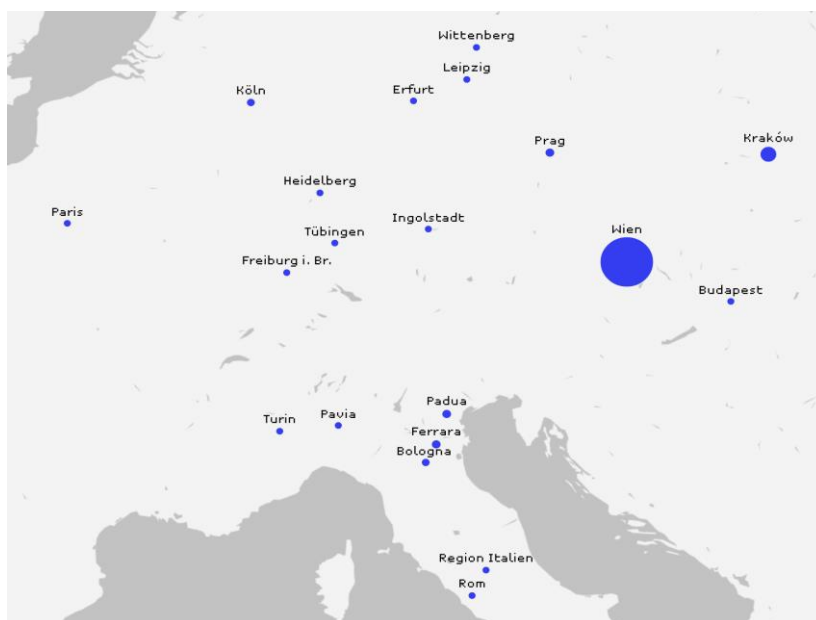 Wittenberg
Leipzig
Köln
Erfurt
Prag
Kraków
Heidelberg
Paris
Ingolstadt
Tübingen
Wien
Freiburg i. Br.
Budapest
Padua
Turin
Pavia
Ferrara
Bologna
Region Italien
Rom